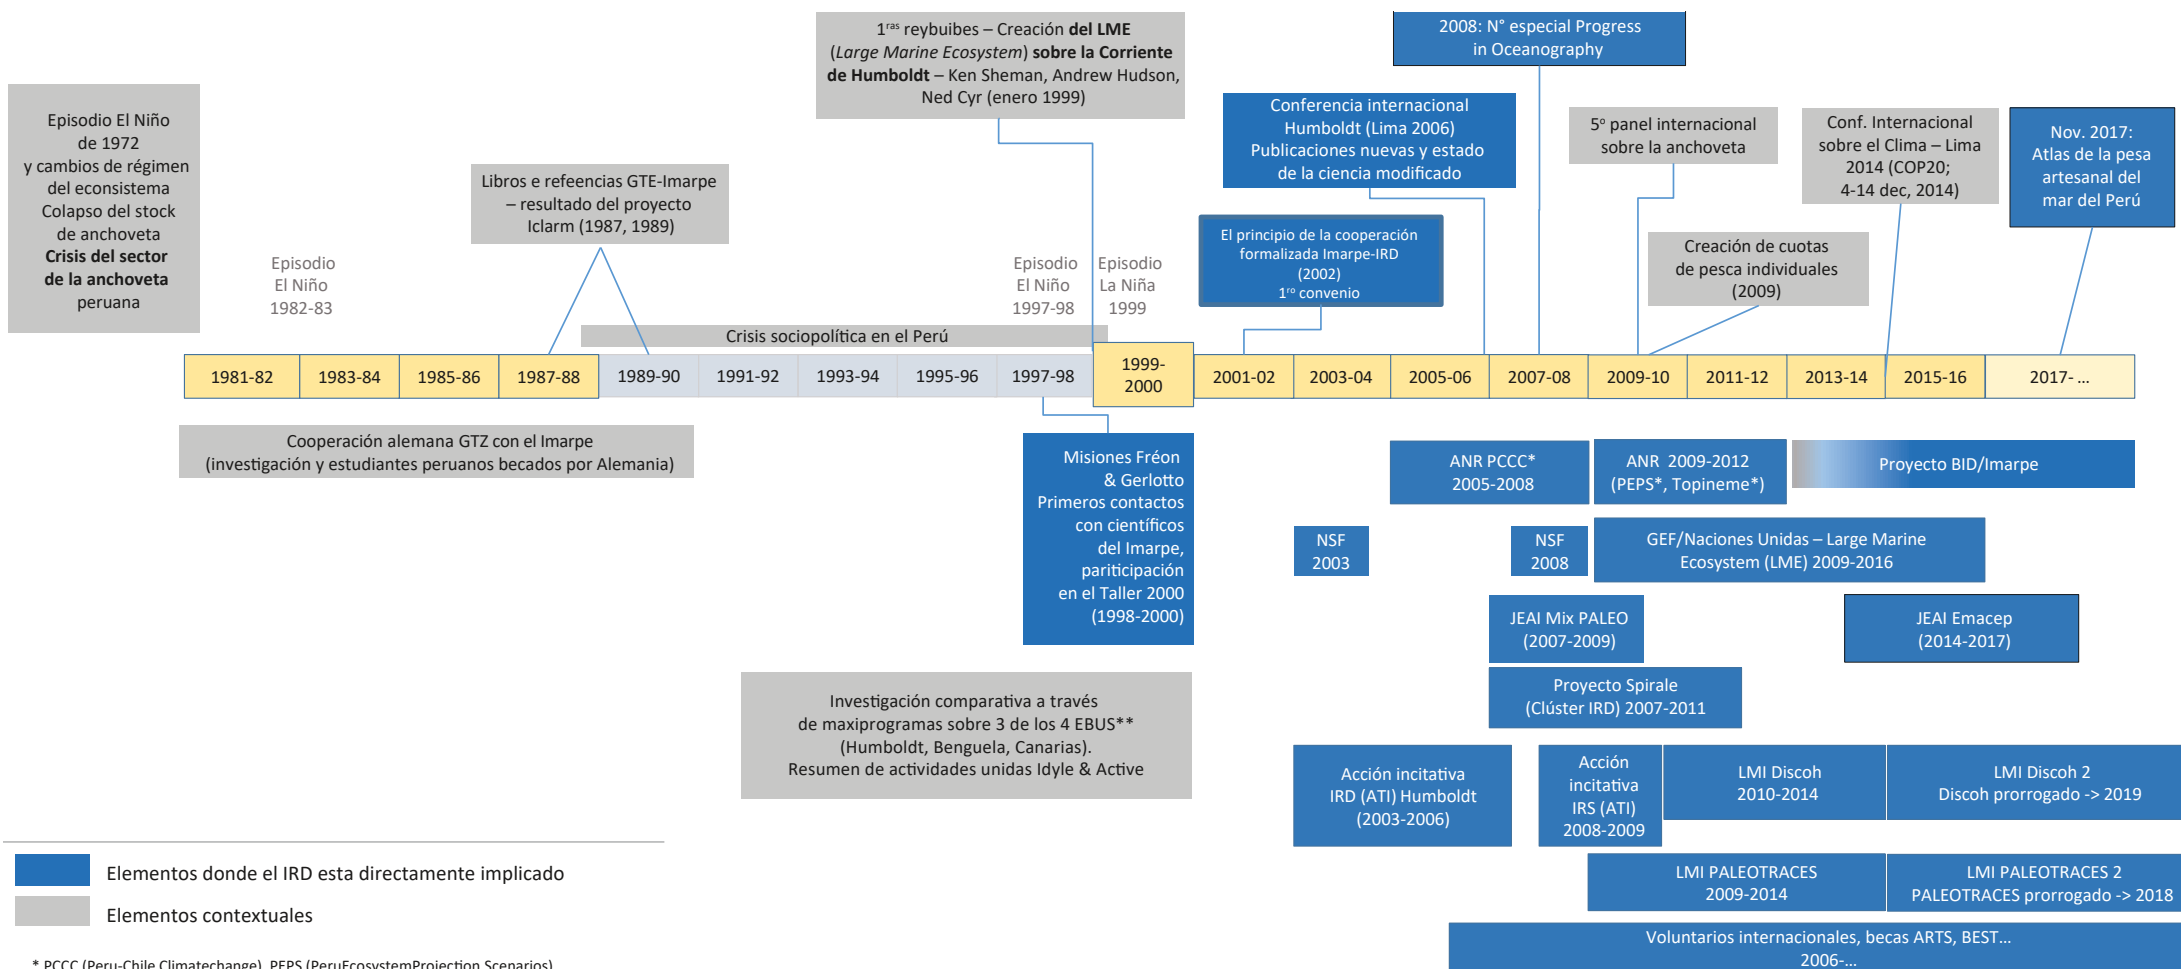 1ras reybuibes – Creación del LME
(Large Marine Ecosystem) sobre la Corriente
de Humboldt – Ken Sheman, Andrew Hudson,
Ned Cyr (enero 1999)
2008: N° especial Progress
in Oceanography
Episodio El Niño
de 1972
y cambios de régimen
del ecosistema
Colapso del stock
de anchoveta
Crisis del sector
de la anchoveta
peruana
Libros e refeencias GTE-Imarpe
– resultado del proyecto
Iclarm (1987, 1989)
Conferencia internacional
Humboldt (Lima 2006)
Publicaciones nuevas y estado
de la ciencia modificado
5o panel internacional
sobre la anchoveta
Conf. Internacional
sobre el Clima – Lima
2014 (COP20;
4-14 dec, 2014)
Nov. 2017:
Atlas de la pesa
artesanal del
mar del Perú
El principio de la cooperación
formalizada Imarpe-IRD
(2002)
1ro convenio
Creación de cuotas
de pesca individuales
(2009)
Episodio
El Niño
1982-83
Episodio
El Niño
1997-98
Episodio
La Niña
1999
Crisis sociopolítica en el Perú
1981-82
1983-84
1985-86
1987-88
1989-90
1991-92
1993-94
1995-96
1997-98
1999-
2000
2001-02
2003-04
2005-06
2007-08
2009-10
2011-12
2013-14
2015-16
2017- ...
Cooperación alemana GTZ con el Imarpe
(investigación y estudiantes peruanos becados por Alemania)
Misiones Fréon
& Gerlotto
Primeros contactos
con científicos
del Imarpe,
pariticipación
en el Taller 2000
(1998-2000)
ANR PCCC*
2005-2008
ANR 2009-2012
(PEPS*, Topineme*)
Proyecto BID/Imarpe
NSF
2003
NSF
2008
GEF/Naciones Unidas – Large Marine
Ecosystem (LME) 2009-2016
JEAI Mix PALEO
(2007-2009)
JEAI Emacep
(2014-2017)
Proyecto Spirale
(Clúster IRD) 2007-2011
Investigación comparativa a través
de maxiprogramas sobre 3 de los 4 EBUS**
(Humboldt, Benguela, Canarias).
Resumen de actividades unidas Idyle & Active
Acción incitativa
IRD (ATI) Humboldt
(2003-2006)
Acción
incitativa
IRS (ATI)
2008-2009
LMI Discoh
2010-2014
LMI Discoh 2
Discoh prorrogado -> 2019
LMI PALEOTRACES
2009-2014
LMI PALEOTRACES 2
PALEOTRACES prorrogado -> 2018
Voluntarios internacionales, becas ARTS, BEST...
2006-...
Elementos donde el IRD esta directamente implicado
Elementos contextuales
* PCCC (Peru-Chile Climatechange), PEPS (PeruEcosystemProjection Scenarios)